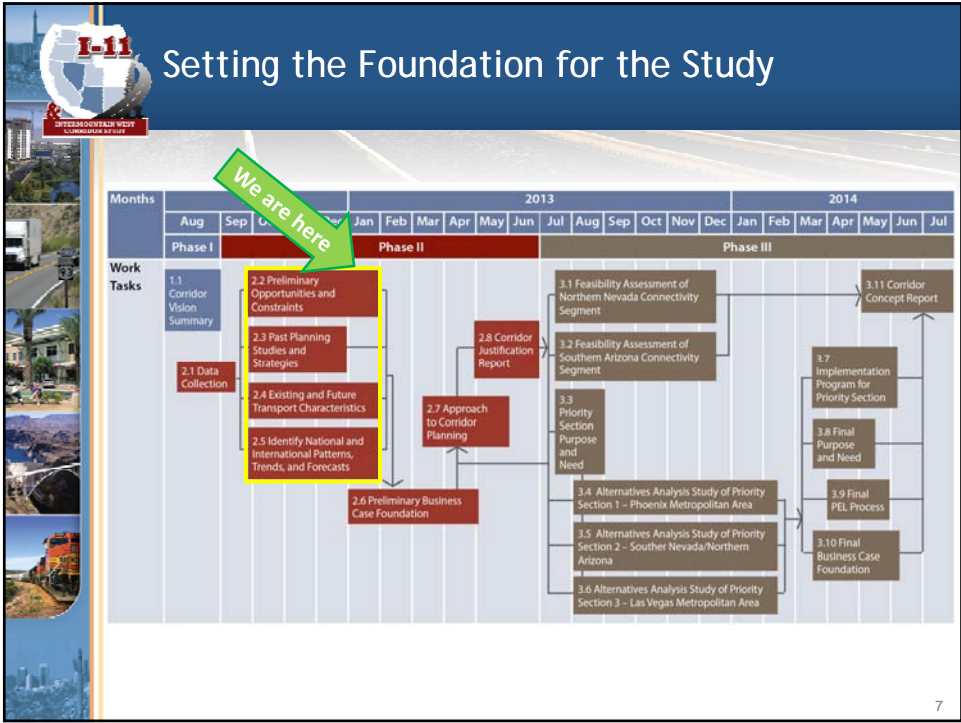 I-11
&
INTERMOUNTAIN WEST
CORRIDOR STUDY
Setting the Foundation for the Study
We are here
Months
2013
2014
Aug Sep Dec Jan Feb Mar Apr May Jun Jul Aug Sep Oct Nov Dec Jan Feb Mar Apr May Jun Jul
Phase I
Phase II
Phase III
Work
Tasks
1.1
Corridor
Vision
Summary
2.1 Data
Collection
2.2 Preliminary
Opportunities and
Constraints
2.3 Past Planning
Studies and
Strategies
2.4 Existing and Future
Transport Characteristics
2.5 Identify National and
International Patterns,
Trends, and Forecasts
2.6 Preliminary Business
Case Foundation
2.7 Approach
to Corridor
Planning
2.8 Corridor
Justification
Report
3.1 Feasibility Assessment of
Northern Nevada Connectivity
Segment
3.2 Feasibility Assessment of
Southern Arizona Connectivity
Segment
3.3
Priority
Section
Purpose
and
Need
3.4 Alternatives Analysis Study of Priority
Section 1 – Phoenix Metropolitan Area
3.5 Alternatives Analysis Study of Priority
Section 2 – Souther Nevada/Northern
Arizona
3.6 Alternatives Analysis Study of Priority
Section 3 – Las Vegas Metropolitan Area
3.7
Implementation
Program for
Priority Section
3.8 Final
Purpose
and Need
3.9 Final
PEL Process
3.10 Final
Business Case
Foundation
3.11 Corridor
Concept Report
7